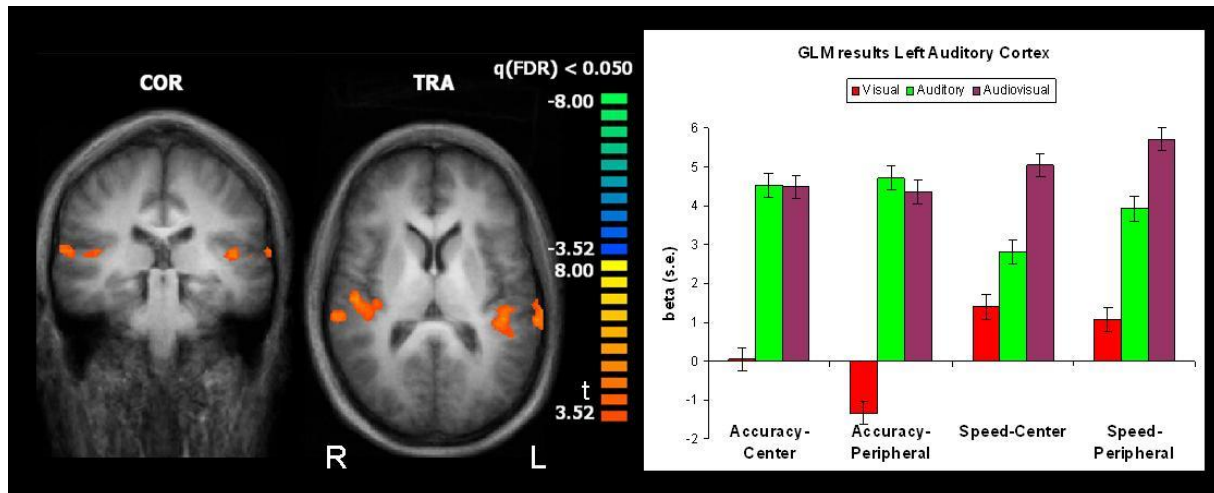 COR
TRA
q(FDR) < 0.050
-8.00
-3.52
8.00
t
3.52
R
L
GLM results Left Auditory Cortex
Visual Auditory Audiovisual
6
5
4
3
2
1
0
-1
-2
beta (s.e.)
Accuracy-
Center
Accuracy-
Peripheral
Speed-Center
Speed-
Peripheral